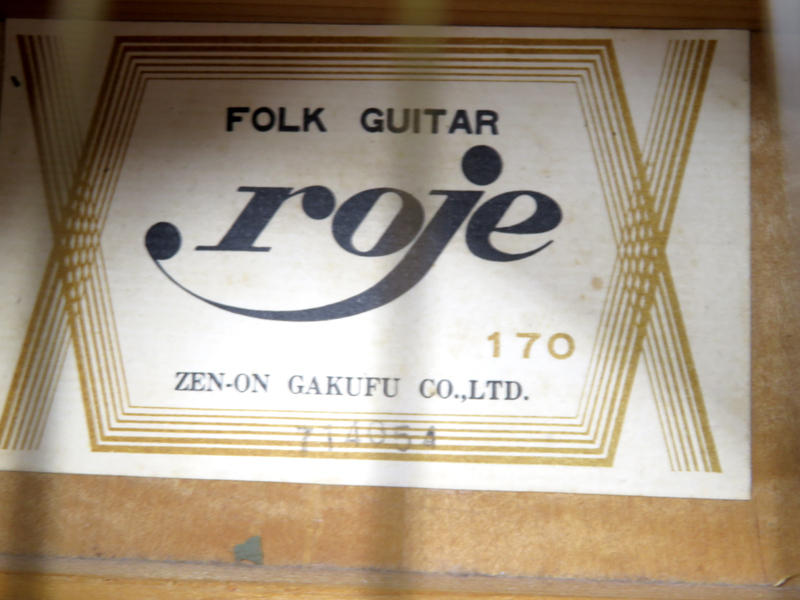 FOLK GUITAR
roje
170
ZEN-ON GAKUFU CO.,LTD.
714054